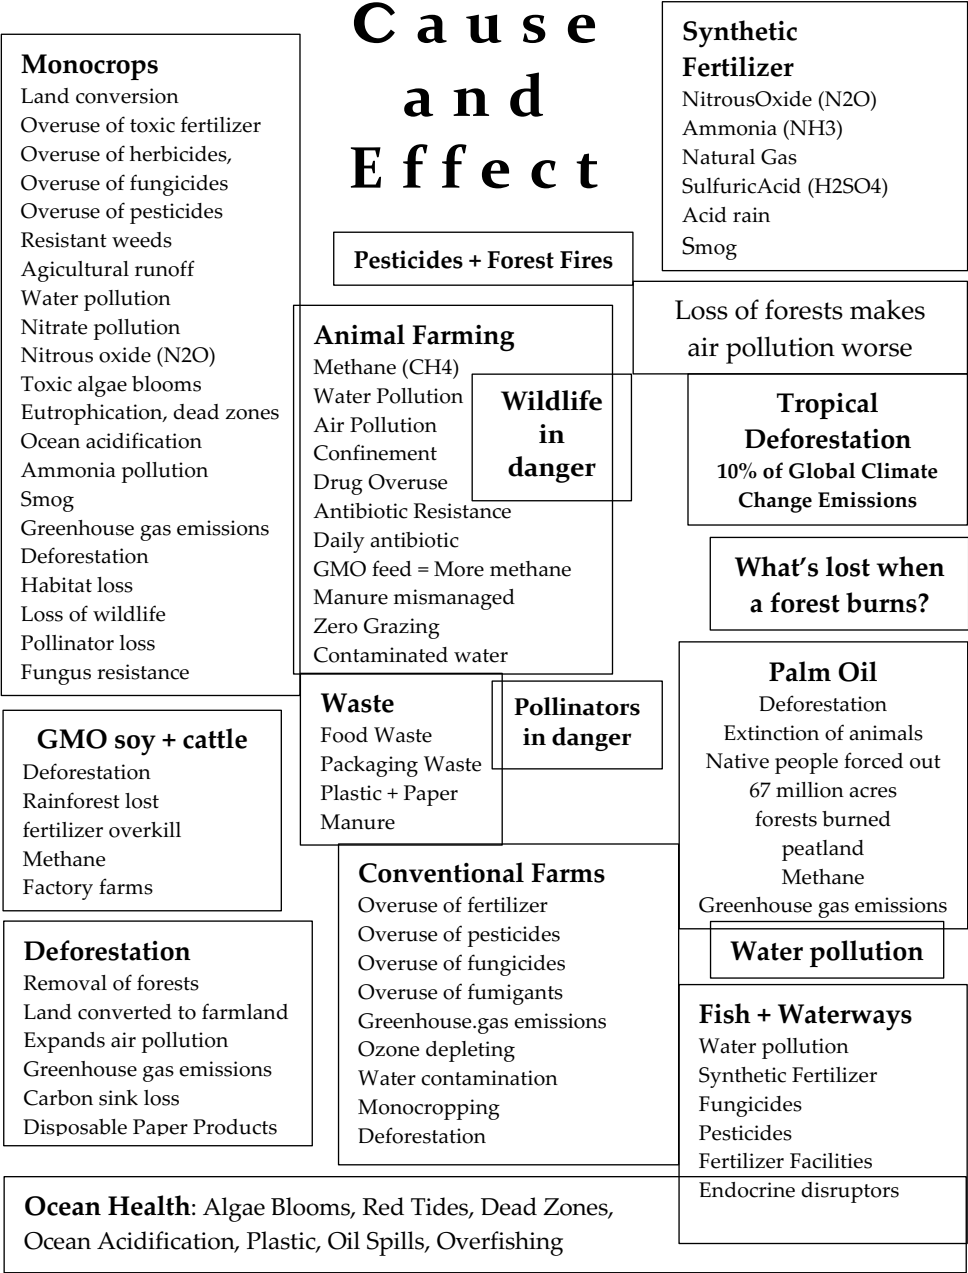 Cause
and
Effect
Monocrops
Land conversion
Overuse of toxic fertilizer
Overuse of herbicides,
Overuse of fungicides
Overuse of pesticides
Resistant weeds
Agicultural runoff
Water pollution
Nitrate pollution
Nitrous oxide (N2O)
Toxic algae blooms
Eutrophication, dead zones
Ocean acidification
Ammonia pollution
Smog
Greenhouse gas emissions
Deforestation
Habitat loss
Loss of wildlife
Pollinator loss
Fungus resistance
Synthetic
Fertilizer
NitrousOxide (N2O)
Ammonia (NH3)
Natural Gas
SulfuricAcid (H2SO4)
Acid rain
Smog
Pesticides + Forest Fires
Loss of forests makes
air pollution worse
Animal Farming
Methane (CH4)
Water Pollution
Air Pollution
Confinement
Drug Overuse
Antibiotic Resistance
Daily antibiotic
GMO feed = More methane
Manure mismanaged
Zero Grazing
Contaminated water
Wildlife
in
danger
Tropical
Deforestation
10% of Global Climate
Change Emissions
What's lost when
a forest burns?
Waste
Food Waste
Packaging Waste
Plastic + Paper
Manure
Pollinators
in danger
Palm Oil
Deforestation
Extinction of animals
Native people forced out
67 million acres
forests burned
peatland
Methane
Greenhouse gas emissions
GMO soy + cattle
Deforestation
Rainforest lost
fertilizer overkill
Methane
Factory farms
Conventional Farms
Overuse of fertilizer
Overuse of pesticides
Overuse of fungicides
Overuse of fumigants
Greenhouse.gas emissions
Ozone depleting
Water contamination
Monocropping
Deforestation
Water pollution
Deforestation
Removal of forests
Land converted to farmland
Expands air pollution
Greenhouse gas emissions
Carbon sink loss
Disposable Paper Products
Fish + Waterways
Water pollution
Synthetic Fertilizer
Fungicides
Pesticides
Fertilizer Facilities
Endocrine disruptors
Ocean Health: Algae Blooms, Red Tides, Dead Zones,
Ocean Acidification, Plastic, Oil Spills, Overfishing